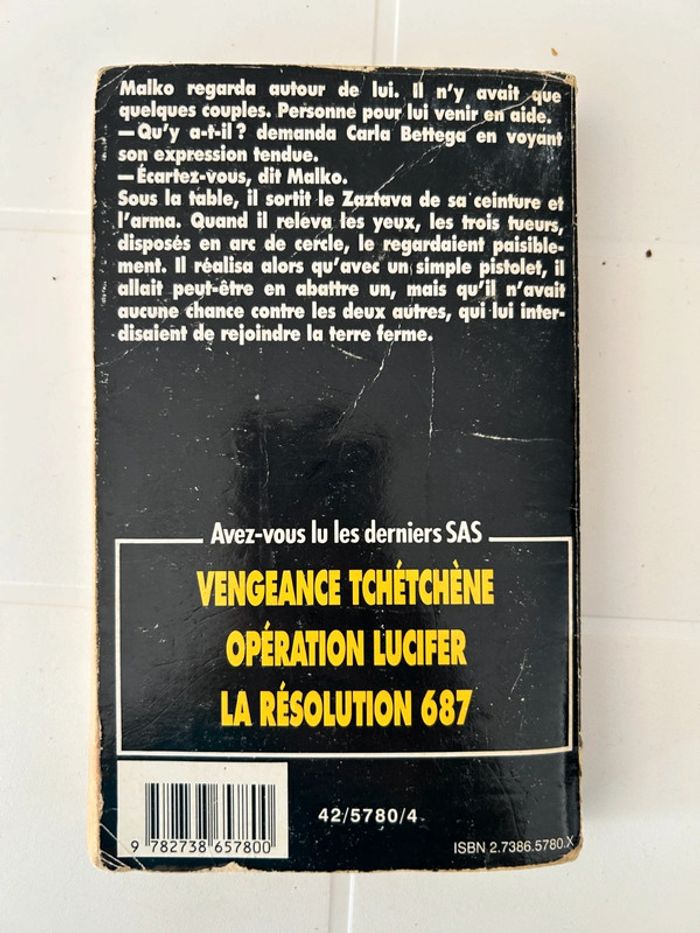 Malko regarda autour de lui. Il n'y avait que
quelques couples. Personne pour lui venir en aide.
— Qu'y a-t-il ? demanda Carla Bettega en voyant
son expression tendue.
— Écartez-vous, dit Malko.
Sous la table, il sortit le Zaztava de sa ceinture et
l'arma. Quand il releva les yeux, les trois tueurs,
disposés en arc de cercle, le regardaient paisible-
ment. Il réalisa alors qu'avec un simple pistolet, il
allait peut-être en abattre un, mais qu'il n'avait
aucune chance contre les deux autres, qui lui inter-
disaient de rejoindre la terre ferme.
Avez-vous lu les derniers SAS
VENGEANCE TCHÉTCHÈNE
OPÉRATION LUCIFER
LA RÉSOLUTION 687
42/5780/4
9 782738 657800
ISBN 2.7386.5780.X